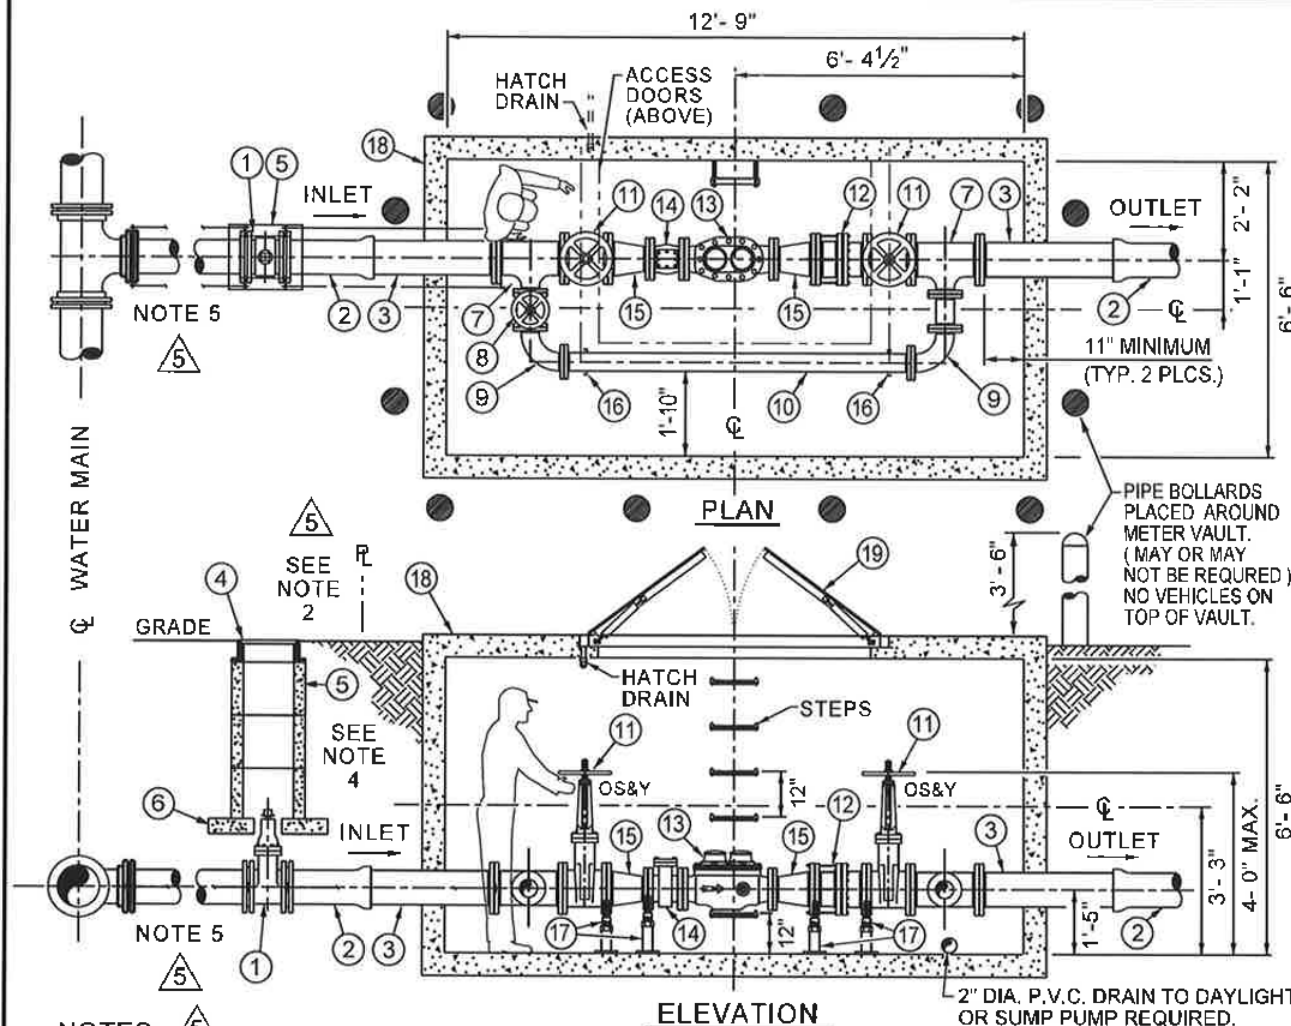 12'- 9"
6'- 4½"
HATCH
DRAIN
ACCESS
DOORS
(ABOVE)
18
1
5
INLET
11
14
13
12
11
7
3
OUTLET
2'- 2"
1'-1"
6'- 6"
NOTE 5
5
2
3
7
8
9
15
15
16
10
16
9
2
℄
11" MINIMUM
(TYP. 2 PLCS.)
1'-10"
℄
PLAN
℄ WATER MAIN
PIPE BOLLARDS
PLACED AROUND
METER VAULT.
( MAY OR MAY
NOT BE REQURED )
NO VEHICLES ON
TOP OF VAULT.
3'- 6"
5
SEE
NOTE
2
PL
4
18
19
GRADE
5
HATCH
DRAIN
STEPS
SEE
NOTE
4
11
OS&Y
11
OS&Y
12"
6
INLET
13
15
15
12
3
℄
OUTLET
3'- 3"
4- 0" MAX.
6'- 6"
NOTE 5
5
1
2
3
17
14
12"
17
1'-5"
2
ELEVATION
2" DIA. P.V.C. DRAIN TO DAYLIGHT
OR SUMP PUMP REQUIRED.